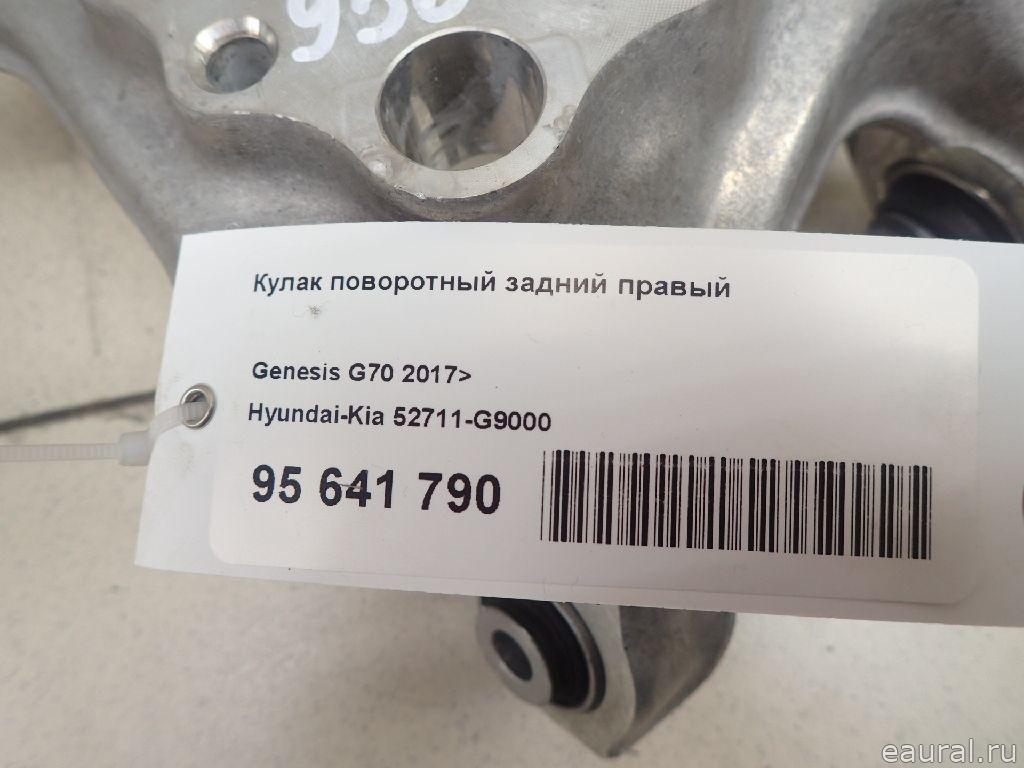 Кулак поворотный задний правый
Genesis G70 2017>
Hyundai-Kia 52711-G9000
95 641 790
eaural.ru